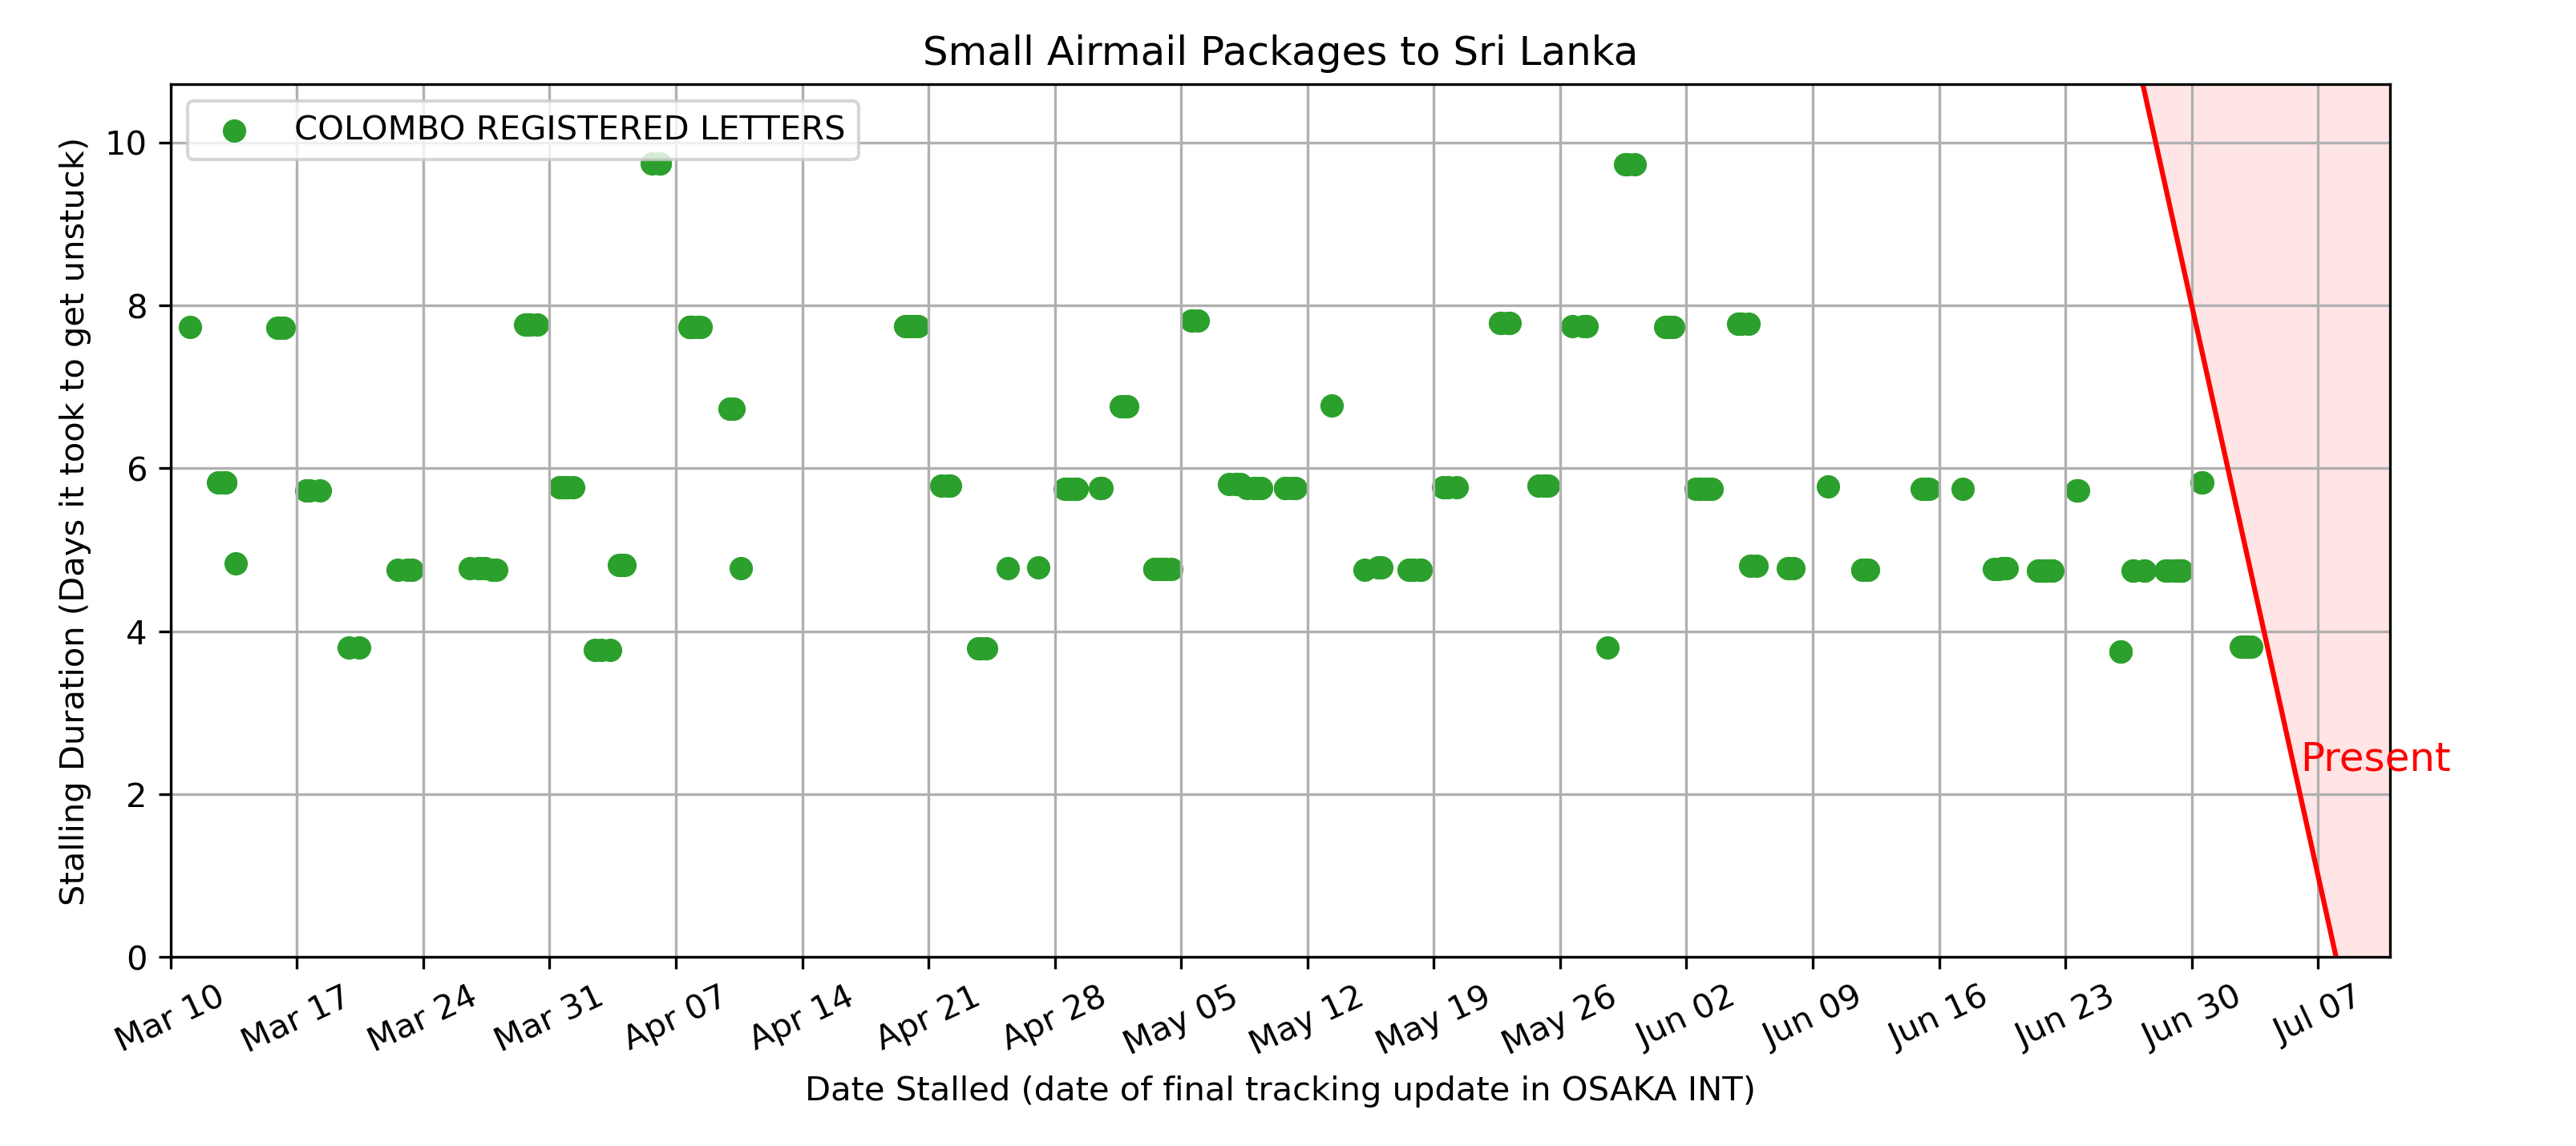 Small Airmail Packages to Sri Lanka
COLOMBO REGISTERED LETTERS
Stalling Duration (Days it took to get unstuck)
10
8
6
4
2
0
Present
Mar 10
Mar 17
Mar 24
Mar 31
Apr 07
Apr 14
Apr 21
Apr 28
May 05
May 12
May 19
May 26
Jun 02
Jun 09
Jun 16
Jun 23
Jun 30
Jul 07
Date Stalled (date of final tracking update in OSAKA INT)